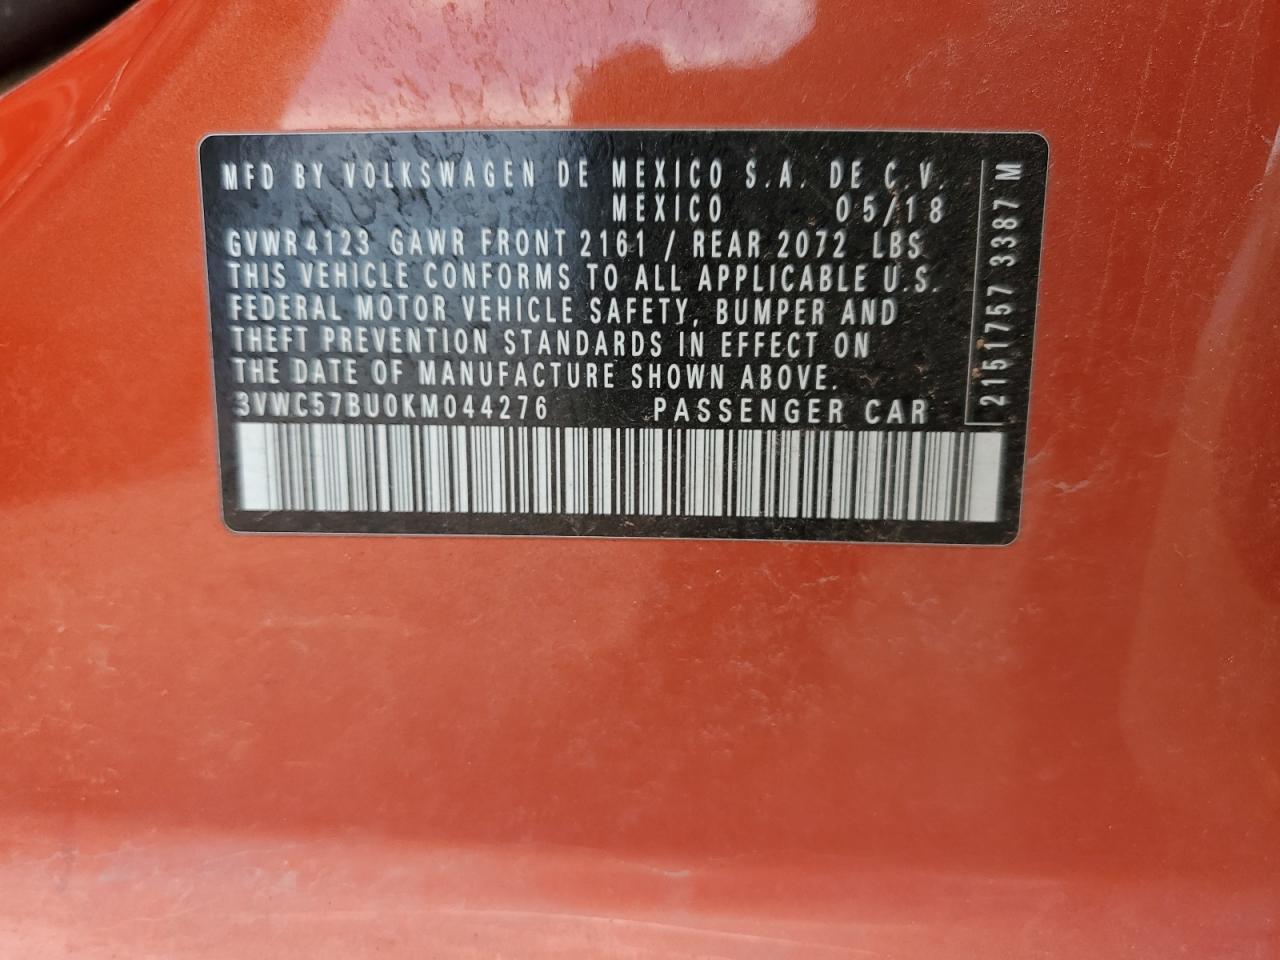 MFD BY VOLKSWAGEN DE MEXICO S.A. DE C.V.
MEXICO 05/18
GVWR4123 GAWR FRONT 2161 / REAR 2072 LBS
THIS VEHICLE CONFORMS TO ALL APPLICABLE U.S.
FEDERAL MOTOR VEHICLE SAFETY, BUMPER AND
THEFT PREVENTION STANDARDS IN EFFECT ON
THE DATE OF MANUFACTURE SHOWN ABOVE.
3VWC57BU0KM044276 PASSENGER CAR
2151757 3387 M